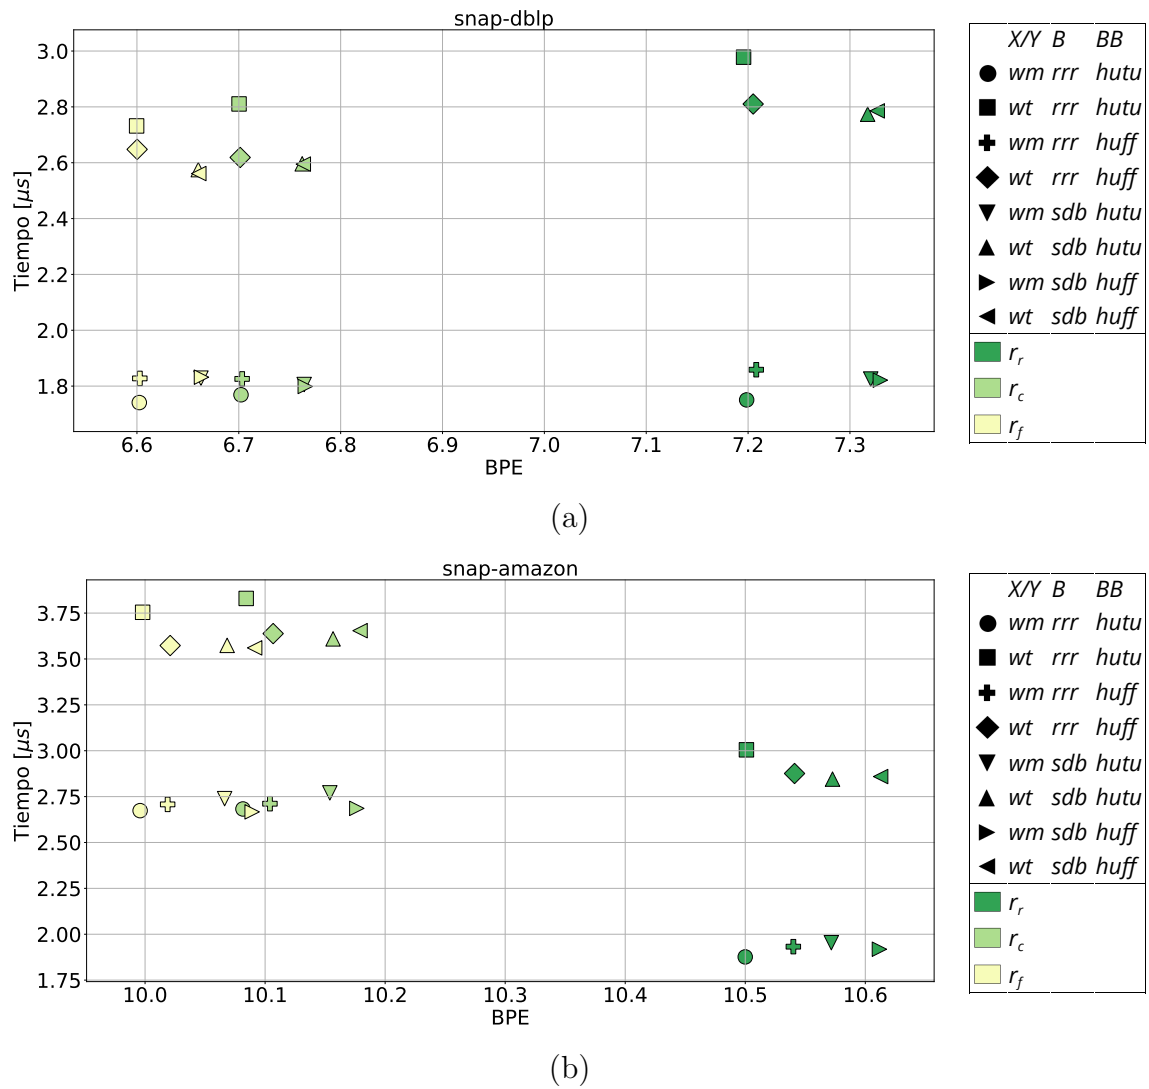 snap-dblp
3.0
2.8
2.6
2.4
2.2
2.0
1.8
Tiempo [μs]
6.6 6.7 6.8 6.9 7.0 7.1 7.2 7.3
BPE
X/Y B BB
wm rrr hutu
wt rrr hutu
wm rrr huff
wt rrr huff
wm sdb hutu
wt sdb hutu
wm sdb huff
wt sdb huff
r_r
r_c
r_f
(a)
snap-amazon
3.75
3.50
3.25
3.00
2.75
2.50
2.25
2.00
1.75
Tiempo [μs]
10.0 10.1 10.2 10.3 10.4 10.5 10.6
BPE
X/Y B BB
wm rrr hutu
wt rrr hutu
wm rrr huff
wt rrr huff
wm sdb hutu
wt sdb hutu
wm sdb huff
wt sdb huff
r_r
r_c
r_f
(b)